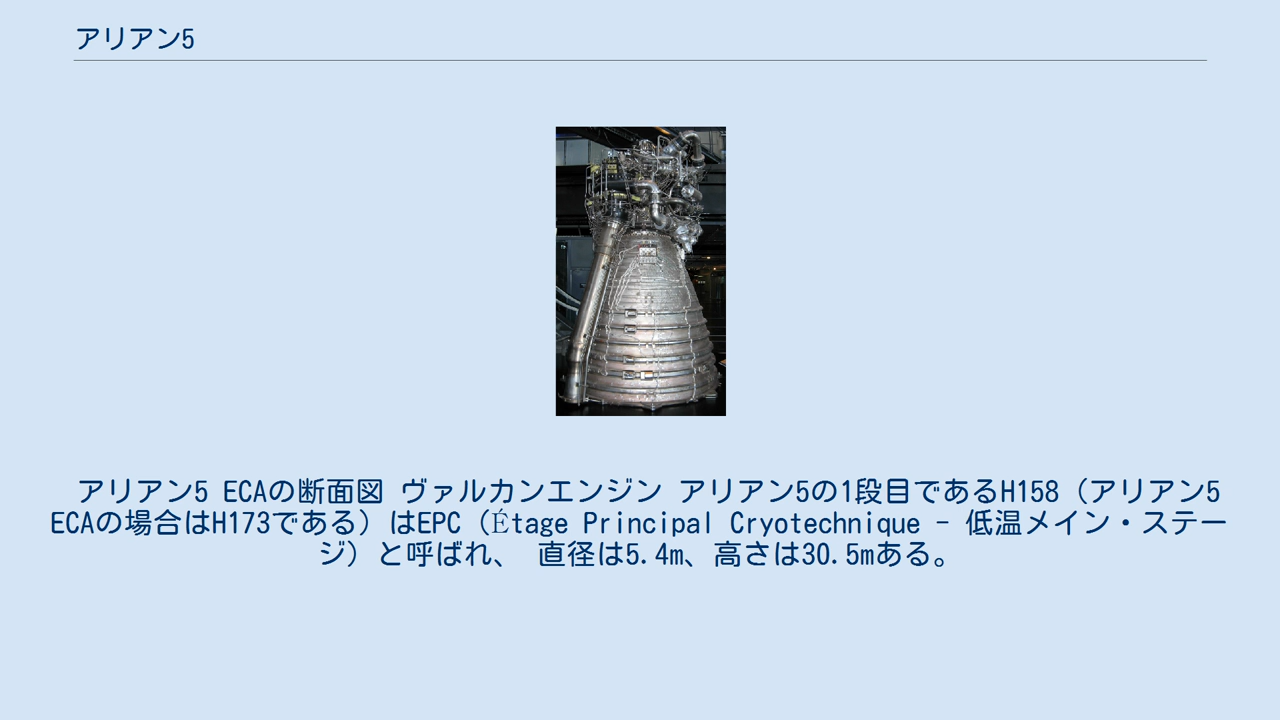 アリアン5
アリアン5 ECAの断面図 ヴァルカンエンジン アリアン5の1段目であるH158（アリアン5
ECAの場合はH173である）はEPC（Étage Principal Cryotechnique - 低温メイン・ステー
ジ）と呼ばれ、 直径は5.4m、高さは30.5mある。